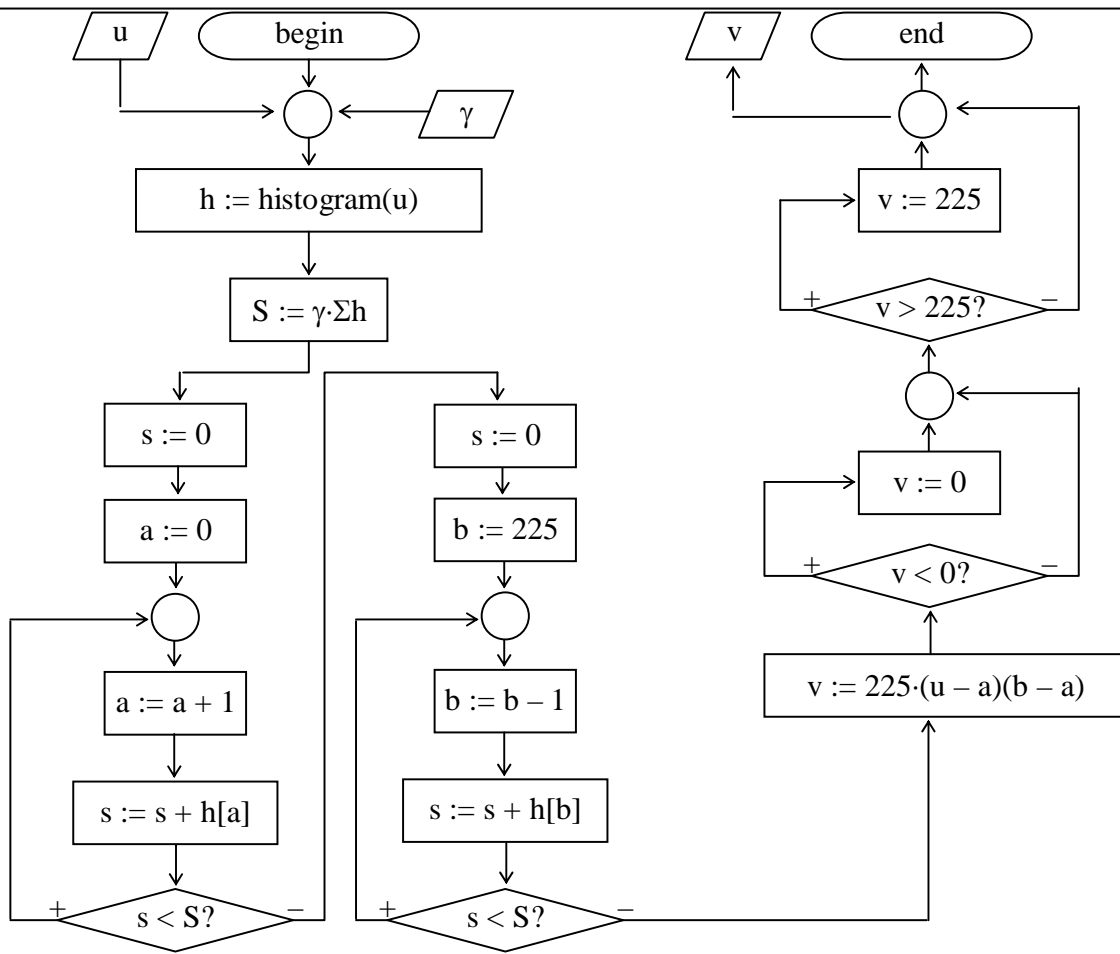 u
begin
γ
h := histogram(u)
S := γ·Σh
s := 0
a := 0
a := a + 1
s := s + h[a]
+
s < S?
–
s := 0
b := 225
b := b – 1
s := s + h[b]
+
s < S?
–
v := 225·(u – a)(b – a)
+
v < 0?
–
v := 0
+
v > 225?
–
v := 225
v
end